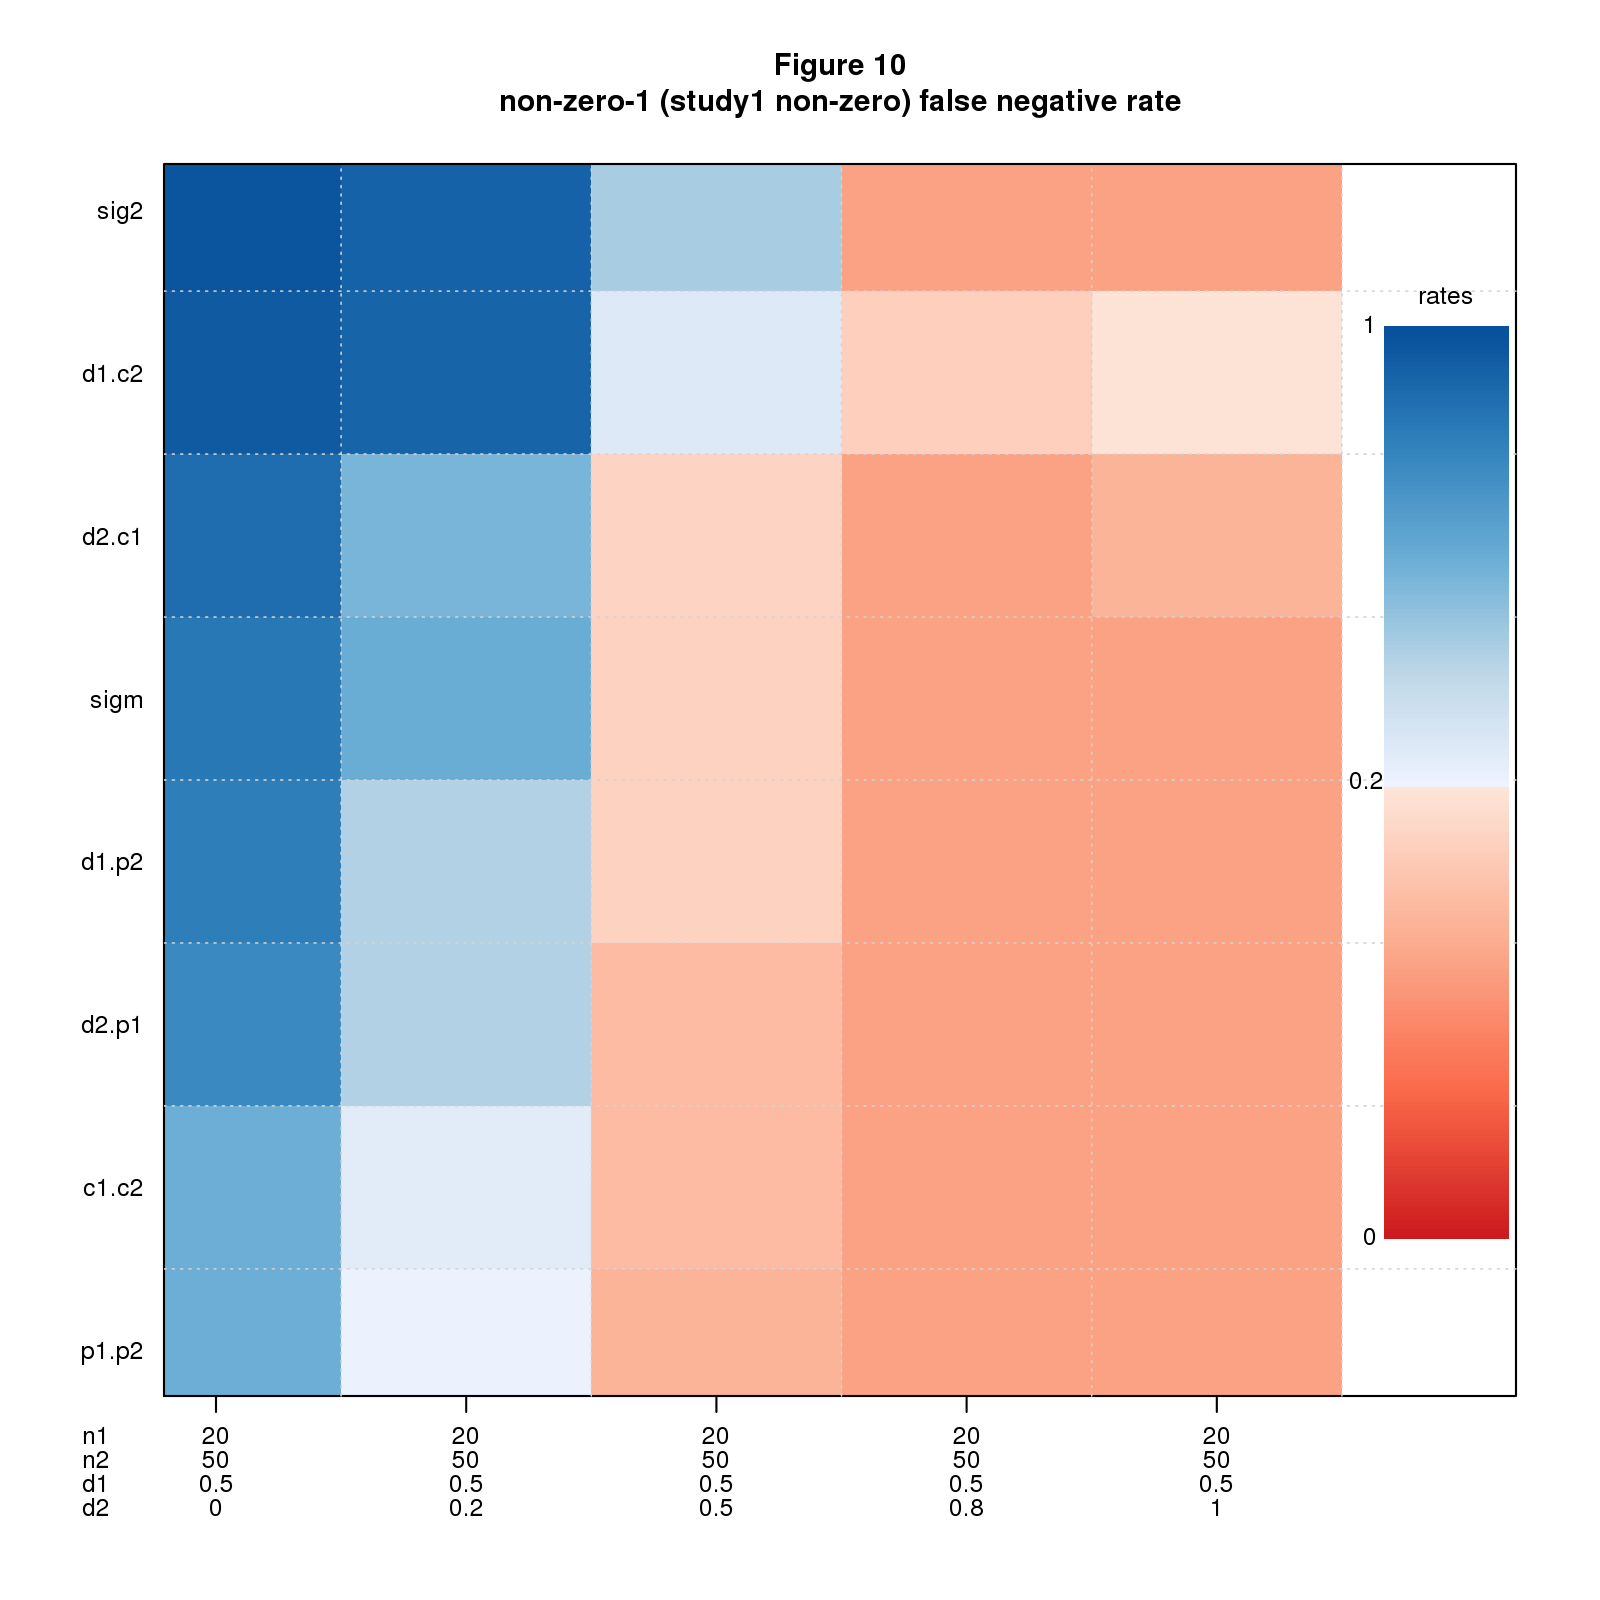 Figure 10
non-zero-1 (study1 non-zero) false negative rate
sig2
d1.c2
d2.c1
sigm
d1.p2
d2.p1
c1.c2
p1.p2
rates
1
0.2
0
n1 20 20 20 20 20
n2 50 50 50 50 50
d1 0.5 0.5 0.5 0.5 0.5
d2 0 0.2 0.5 0.8 1